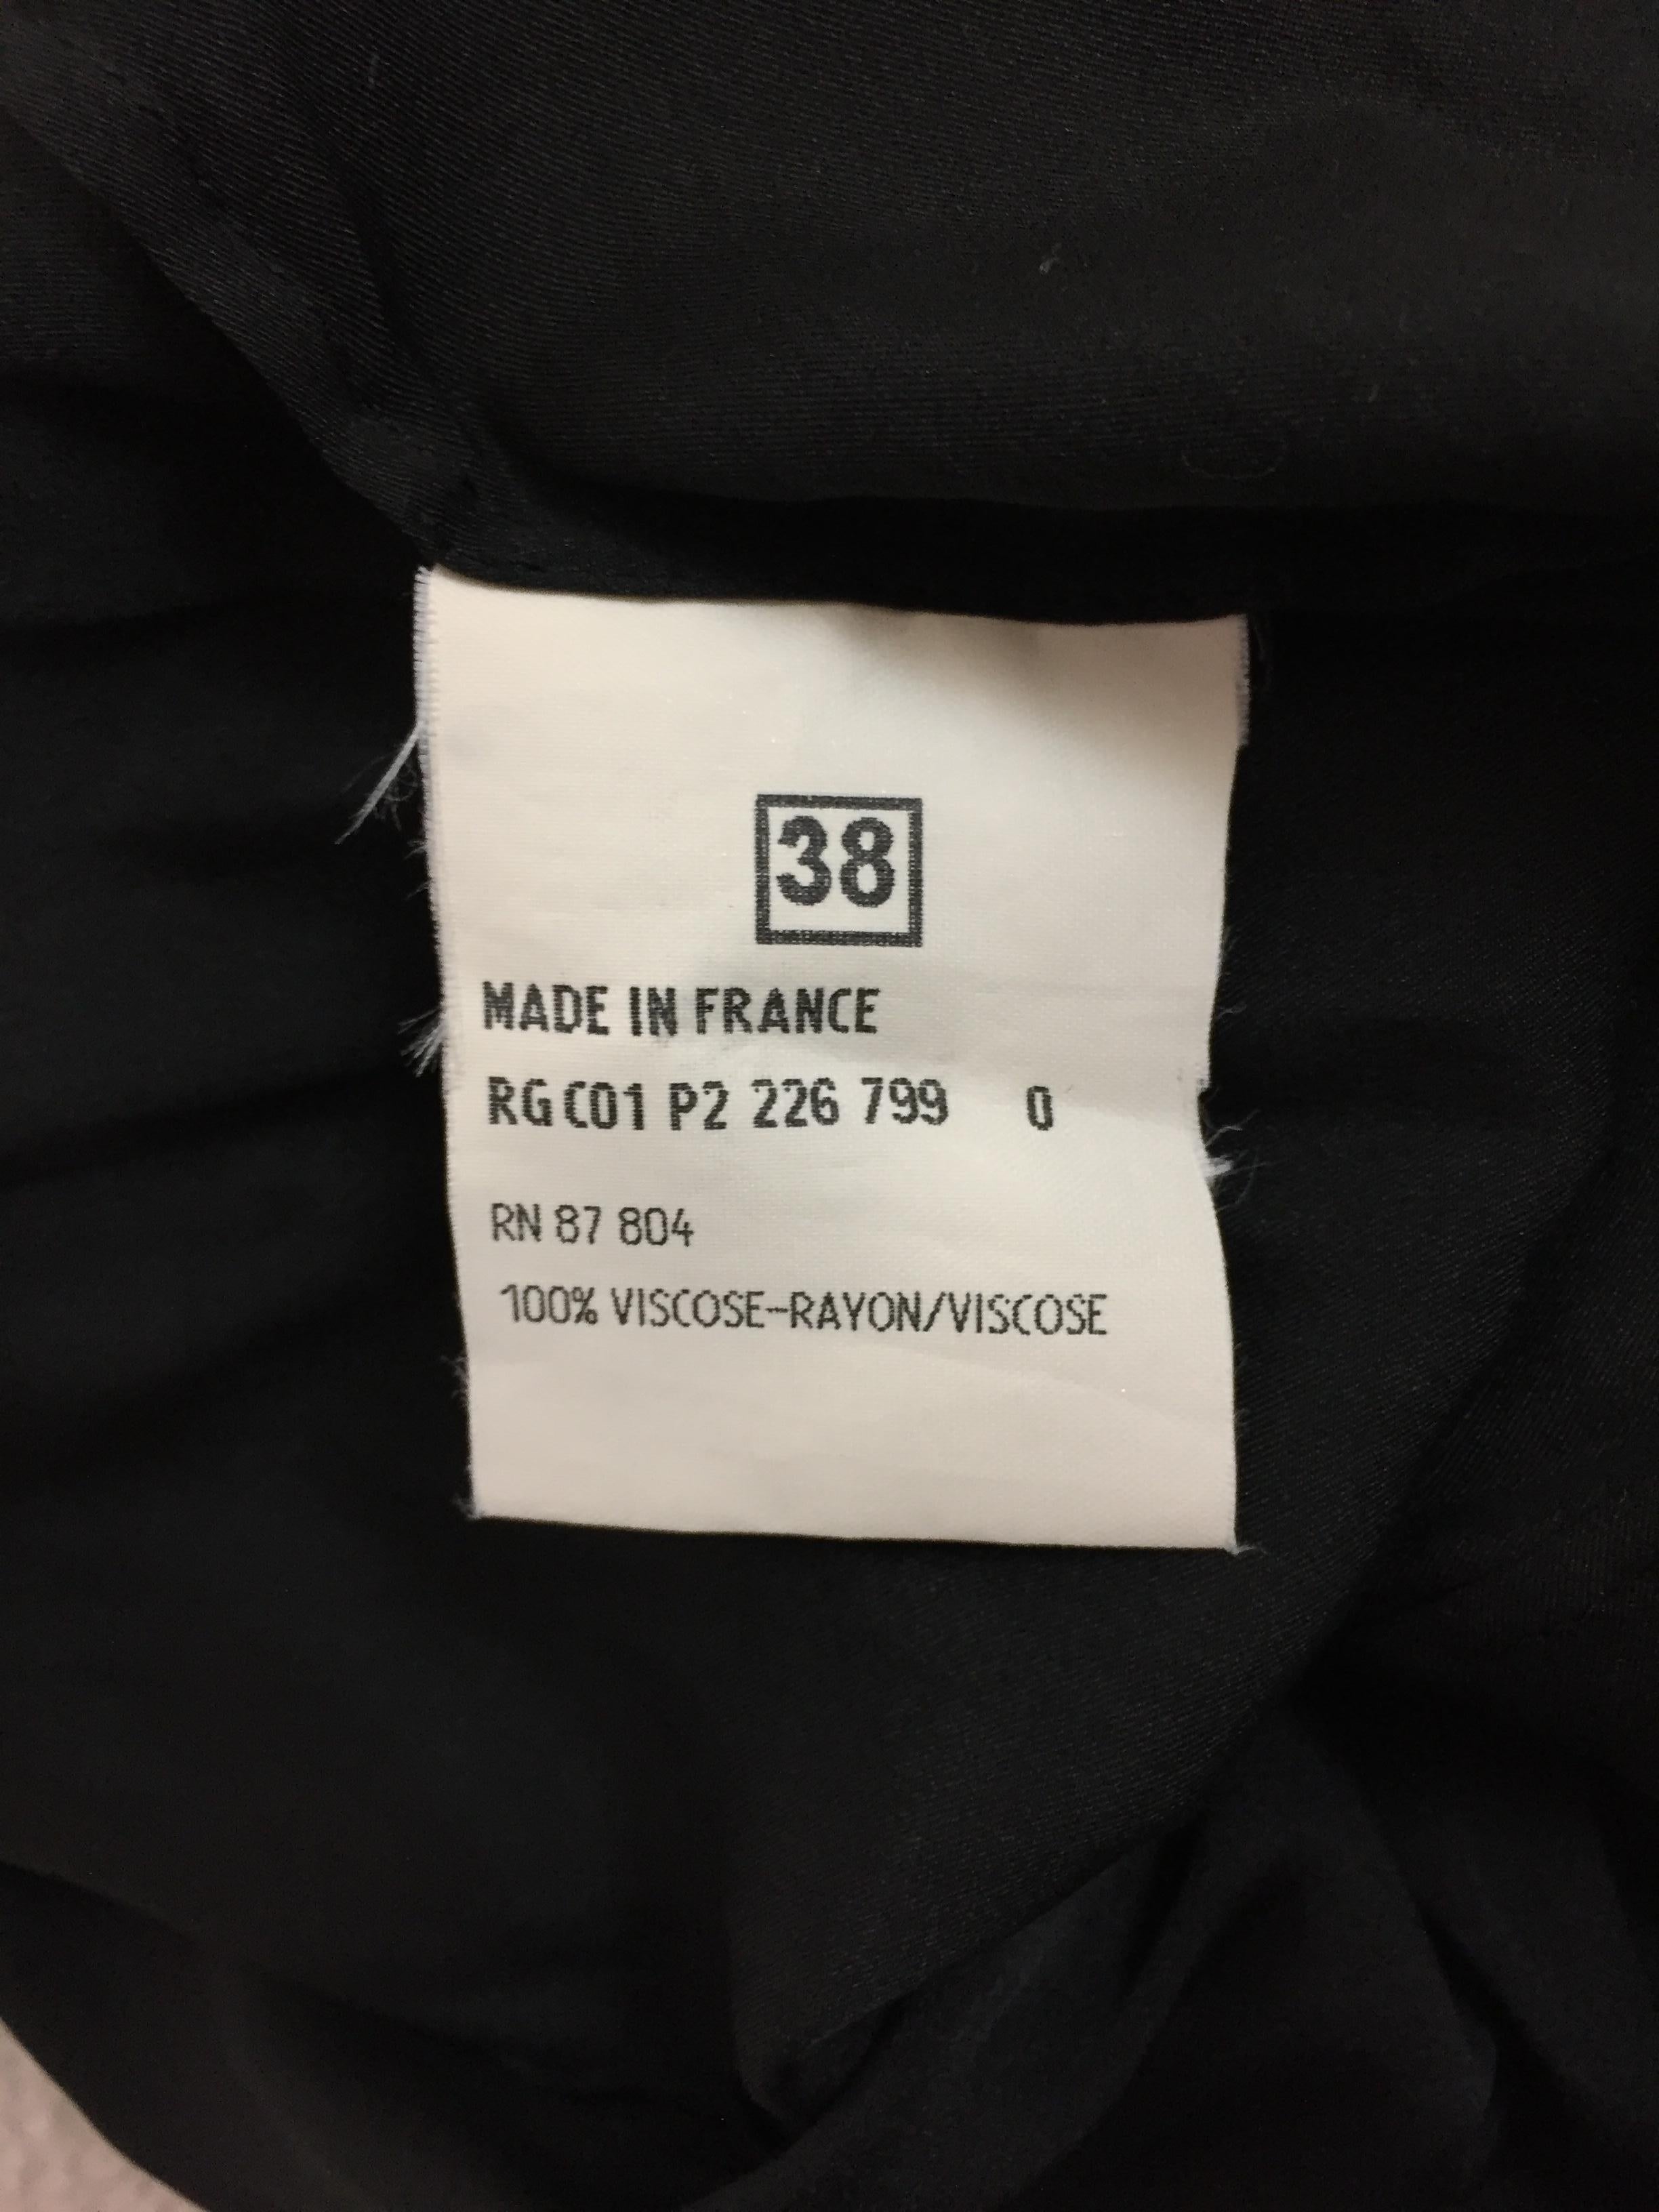 38
MADE IN FRANCE
RG C01 P2 226 799 0
RN 87 804
100% VISCOSE-RAYON/VISCOSE